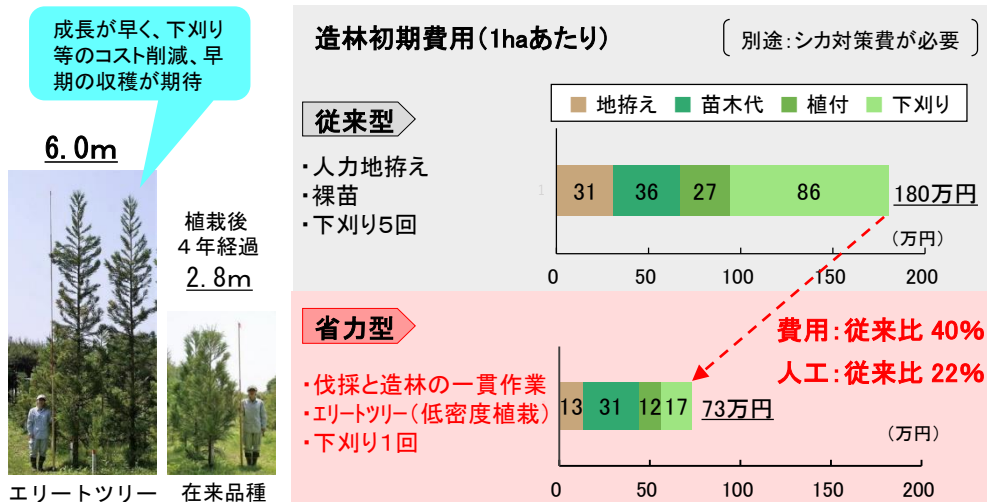 成長が早く、下刈り
等のコスト削減、早
期の収穫が期待
6.0m
植栽後
４年経過
2.8m
エリートツリー
在来品種
造林初期費用(1haあたり)
別途：シカ対策費が必要
従来型
・人力地拵え
・裸苗
・下刈り5回
地拵え
苗木代
植付
下刈り
1
31
36
27
86
180万円
(万円)
0
50
100
150
200
省力型
・伐採と造林の一貫作業
・エリートツリー(低密度植栽)
・下刈り１回
費用：従来比 40%
人工：従来比 22%
13
31
12
17
73万円
(万円)
0
50
100
150
200